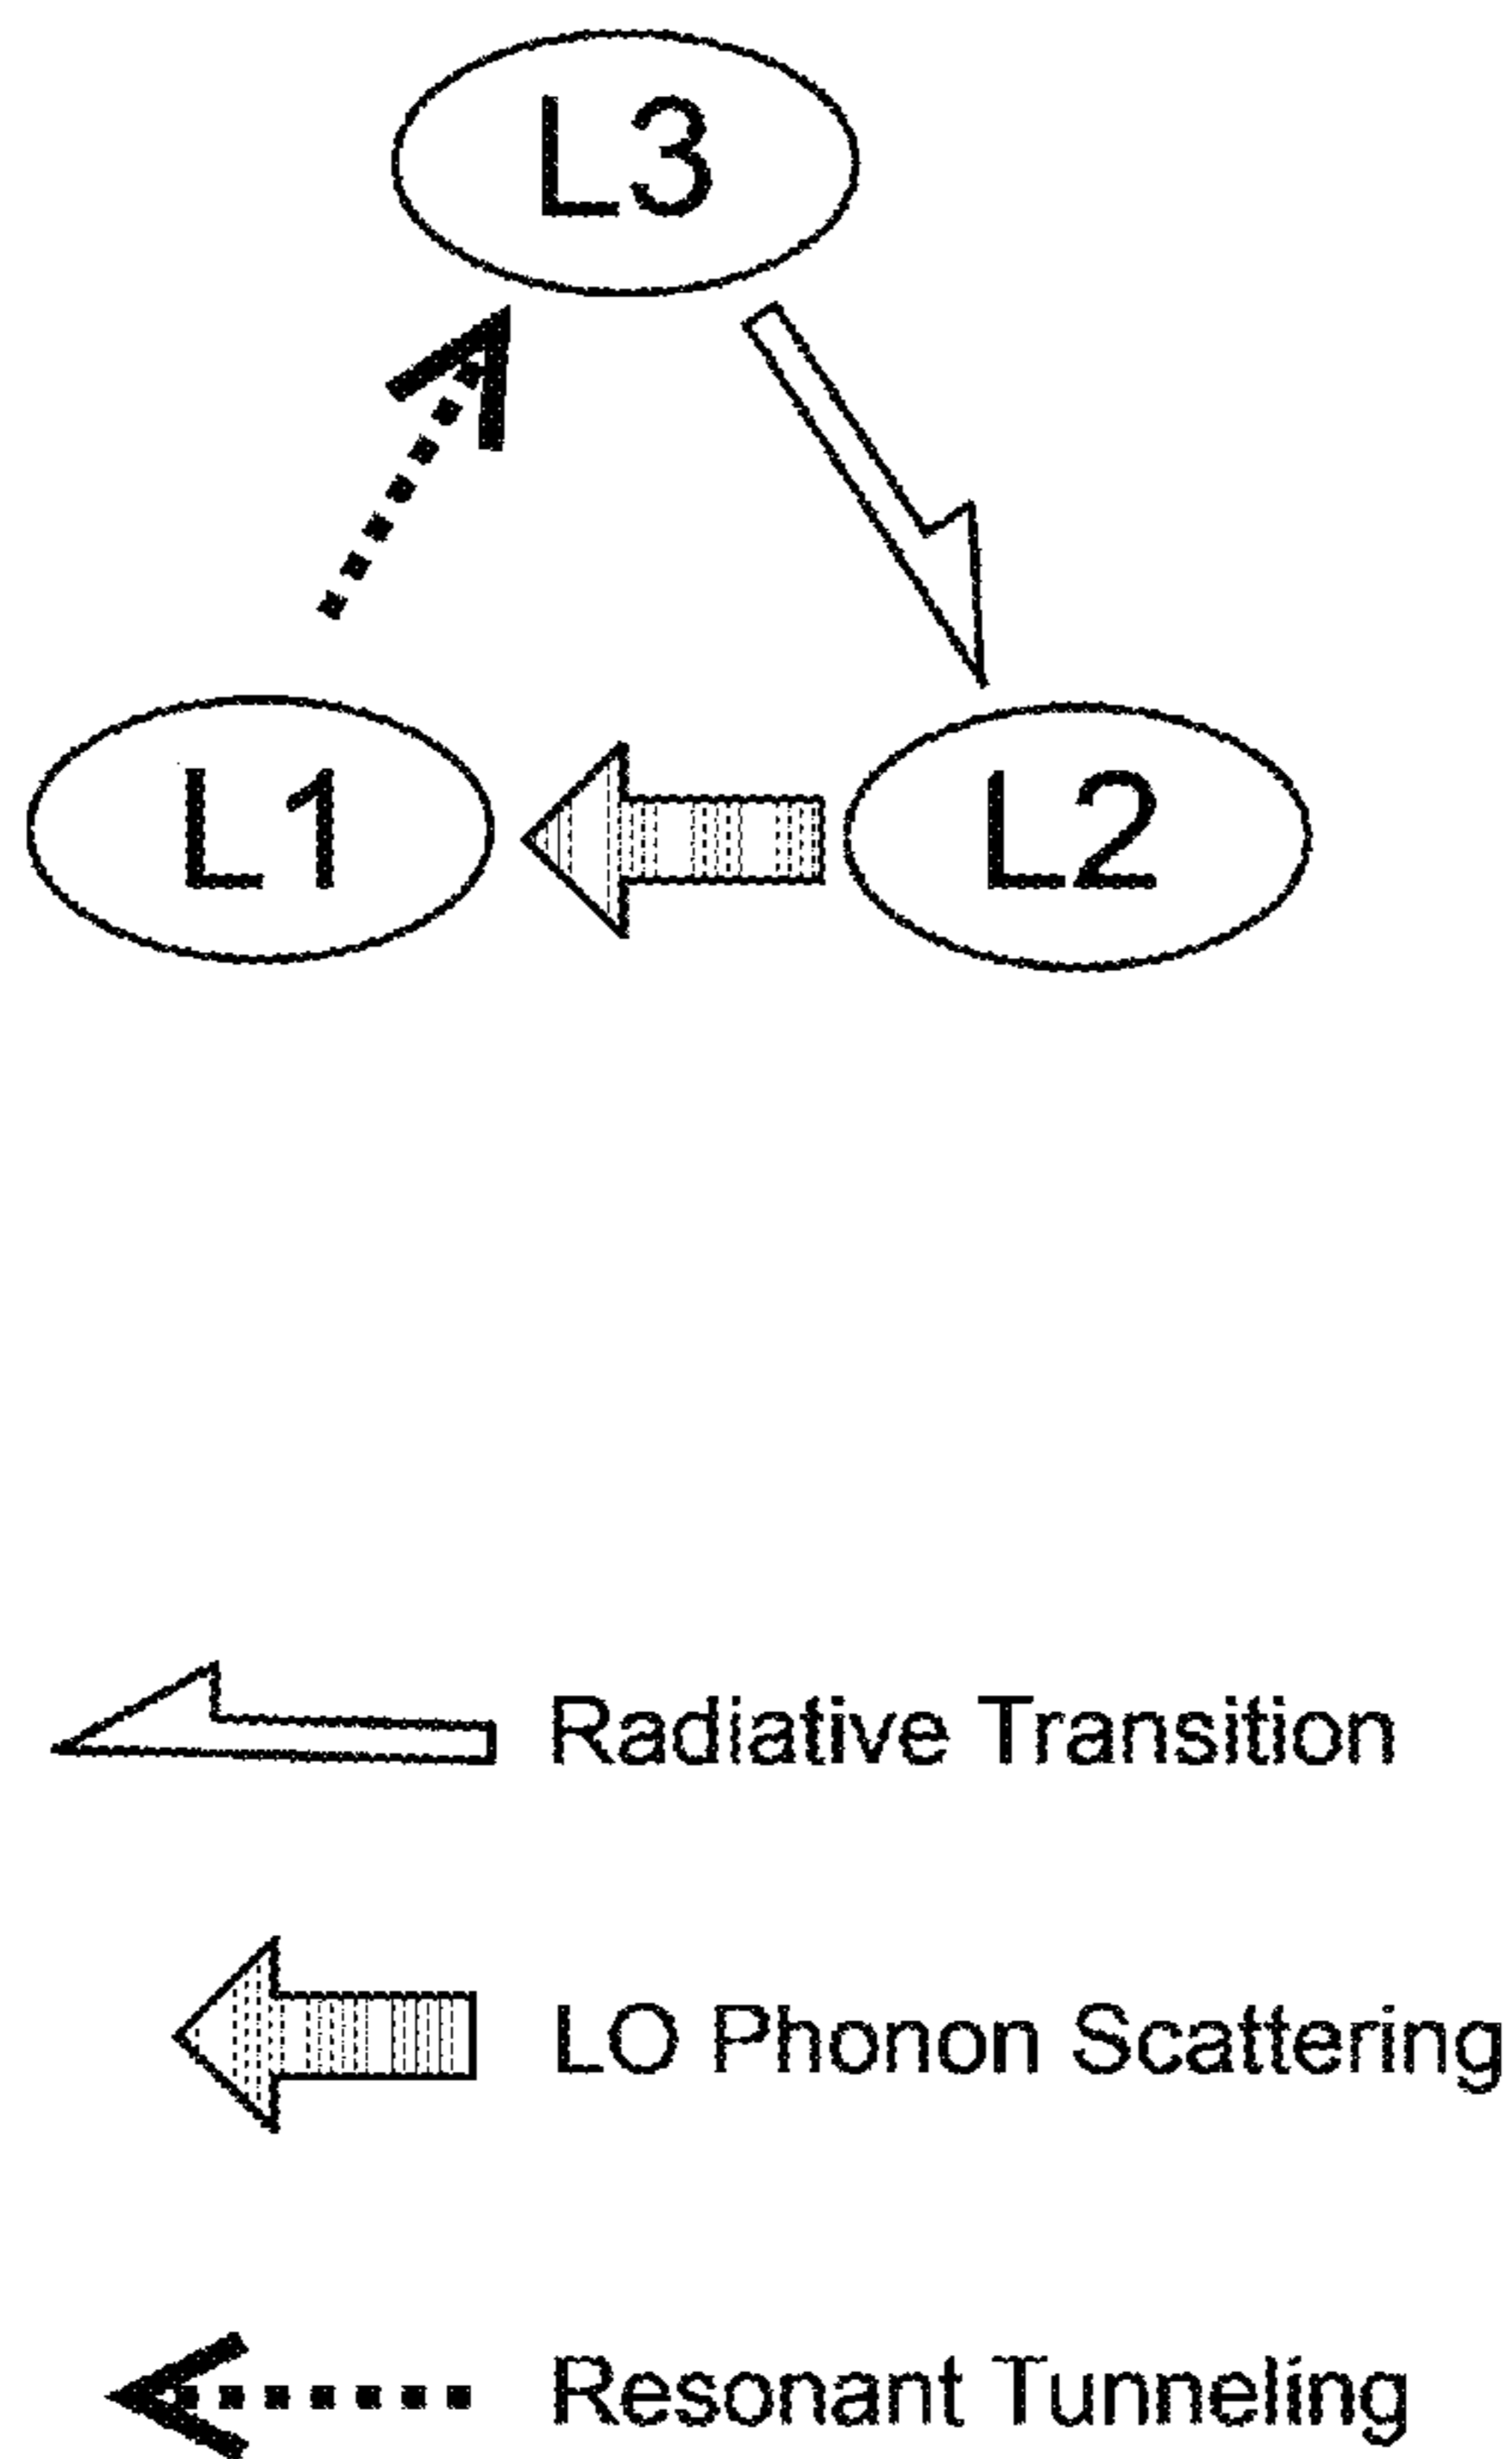 L3
L1
L2
Radiative Transition
LO Phonon Scattering
Resonant Tunneling